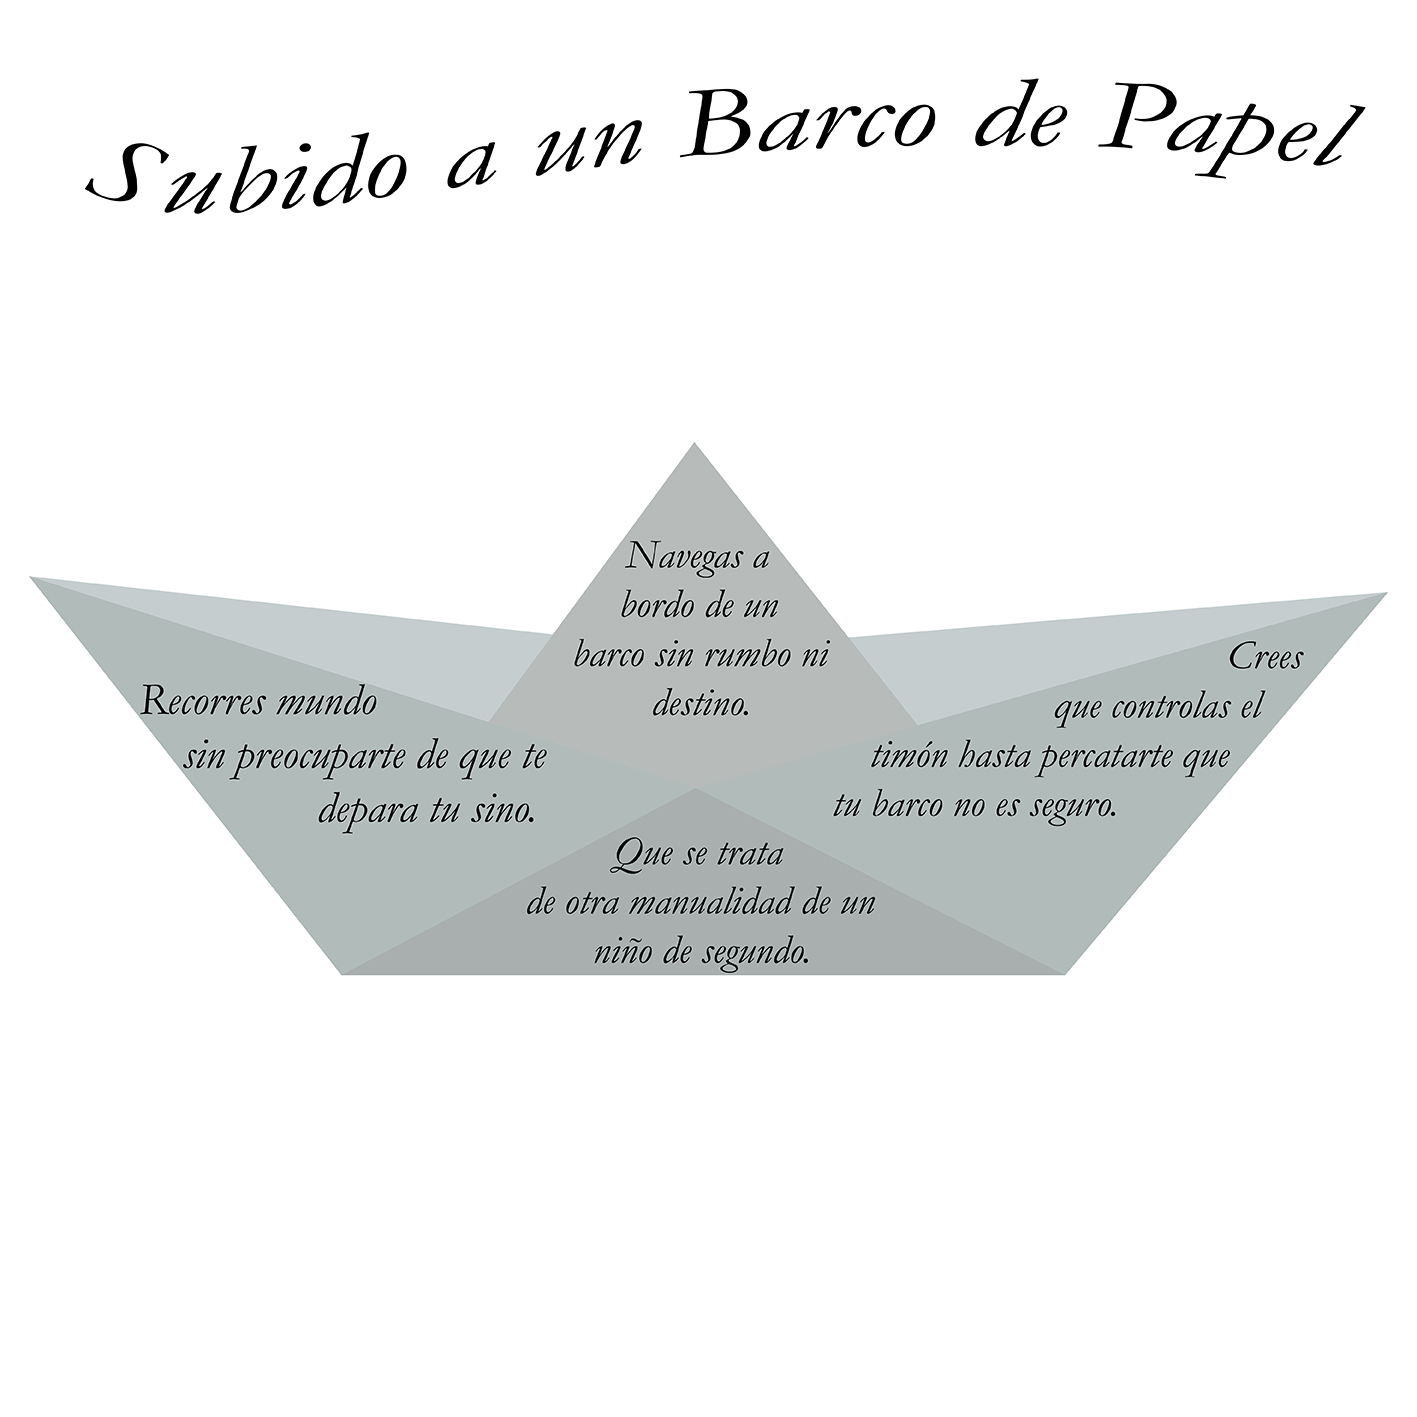 Subido a un Barco de Papel
Navegas a
bordo de un
barco sin rumbo ni
destino.
Recorres mundo
sin preocuparte de que te
depara tu sino.
Crees
que controlas el
timón hasta percatarte que
tu barco no es seguro.
Que se trata
de otra manualidad de un
niño de segundo.